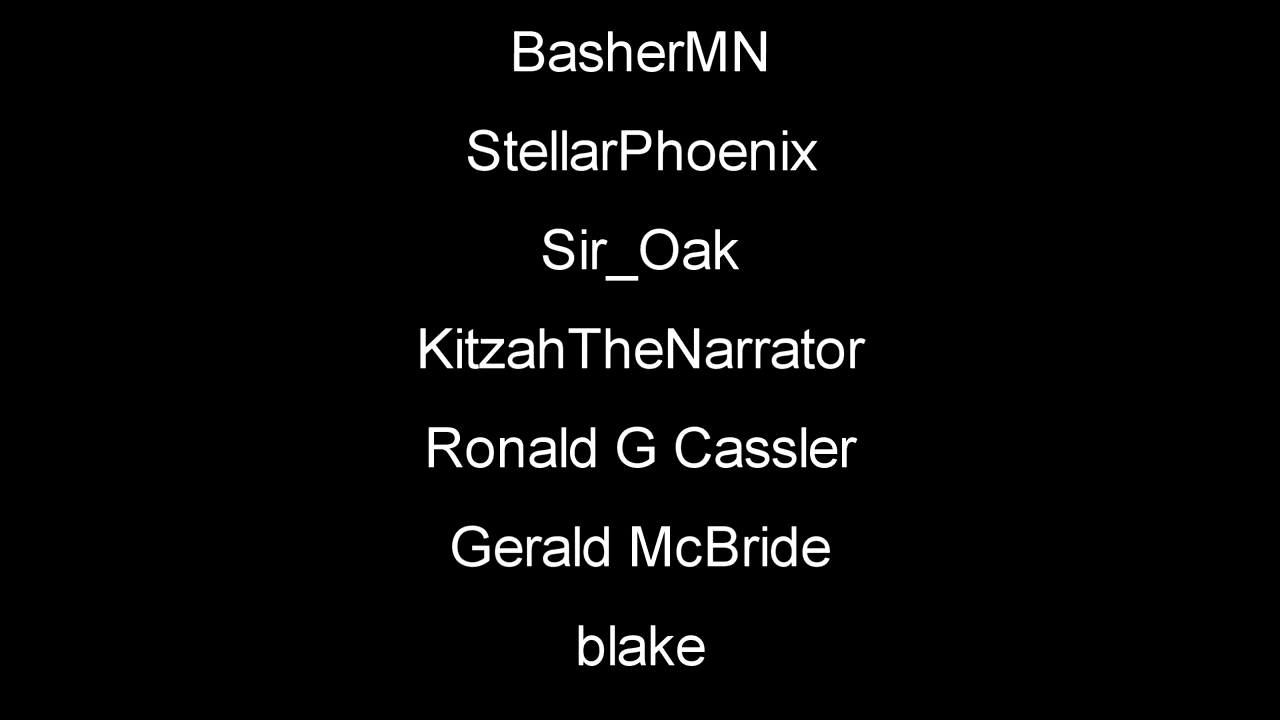 BasherMN
StellarPhoenix
Sir_Oak
KitzahTheNarrator
Ronald G Cassler
Gerald McBride
blake